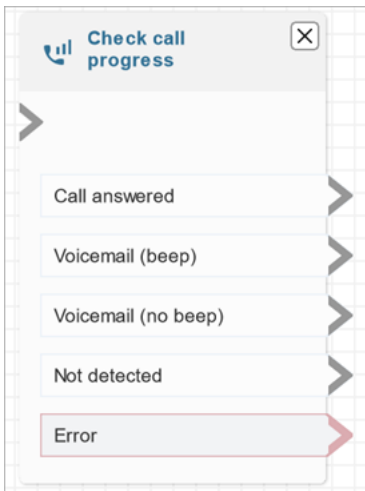 Check call
progress
Call answered
Voicemail (beep)
Voicemail (no beep)
Not detected
Error